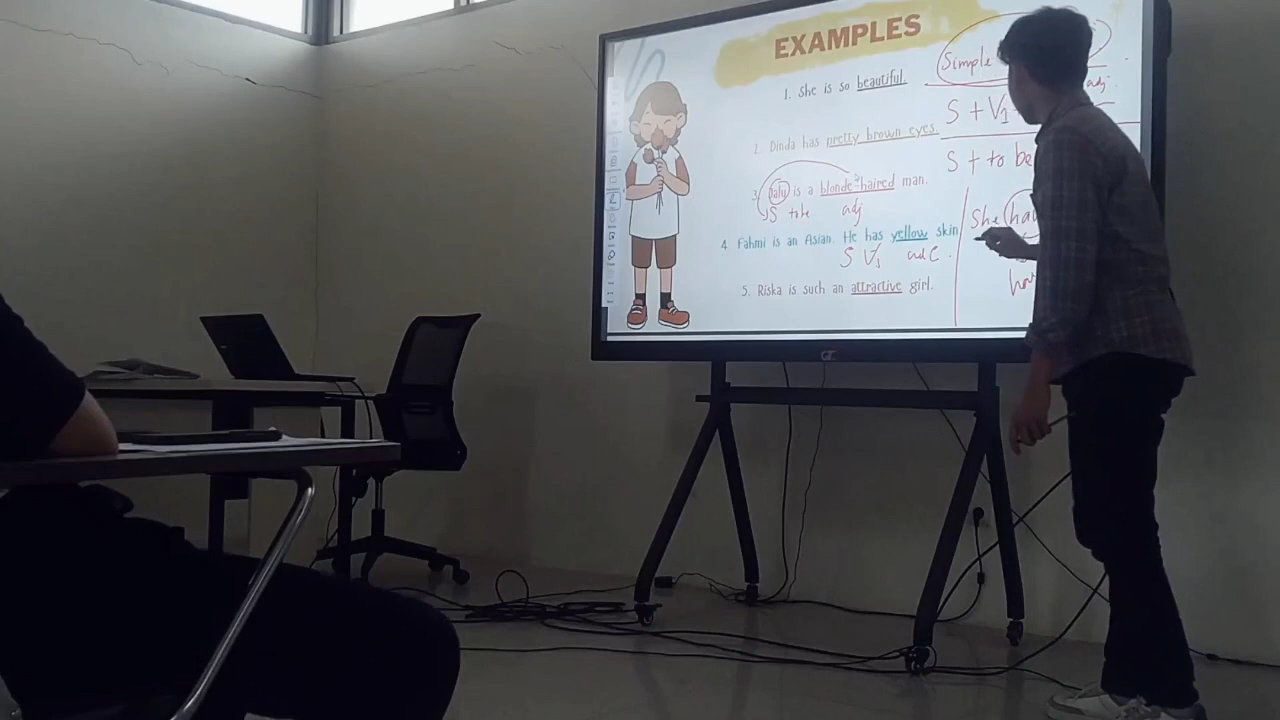 EXAMPLES
1. She is so beautiful.
2. Dinda has pretty brown eyes.
3. is a blonde-haired man.
S to be adj
4. Fahmi is an Asian. He has yellow skin
S V1 adj C.
5. Riska is such an attractive girl.
Simple
adj.
S + V1 +
S + to be
She